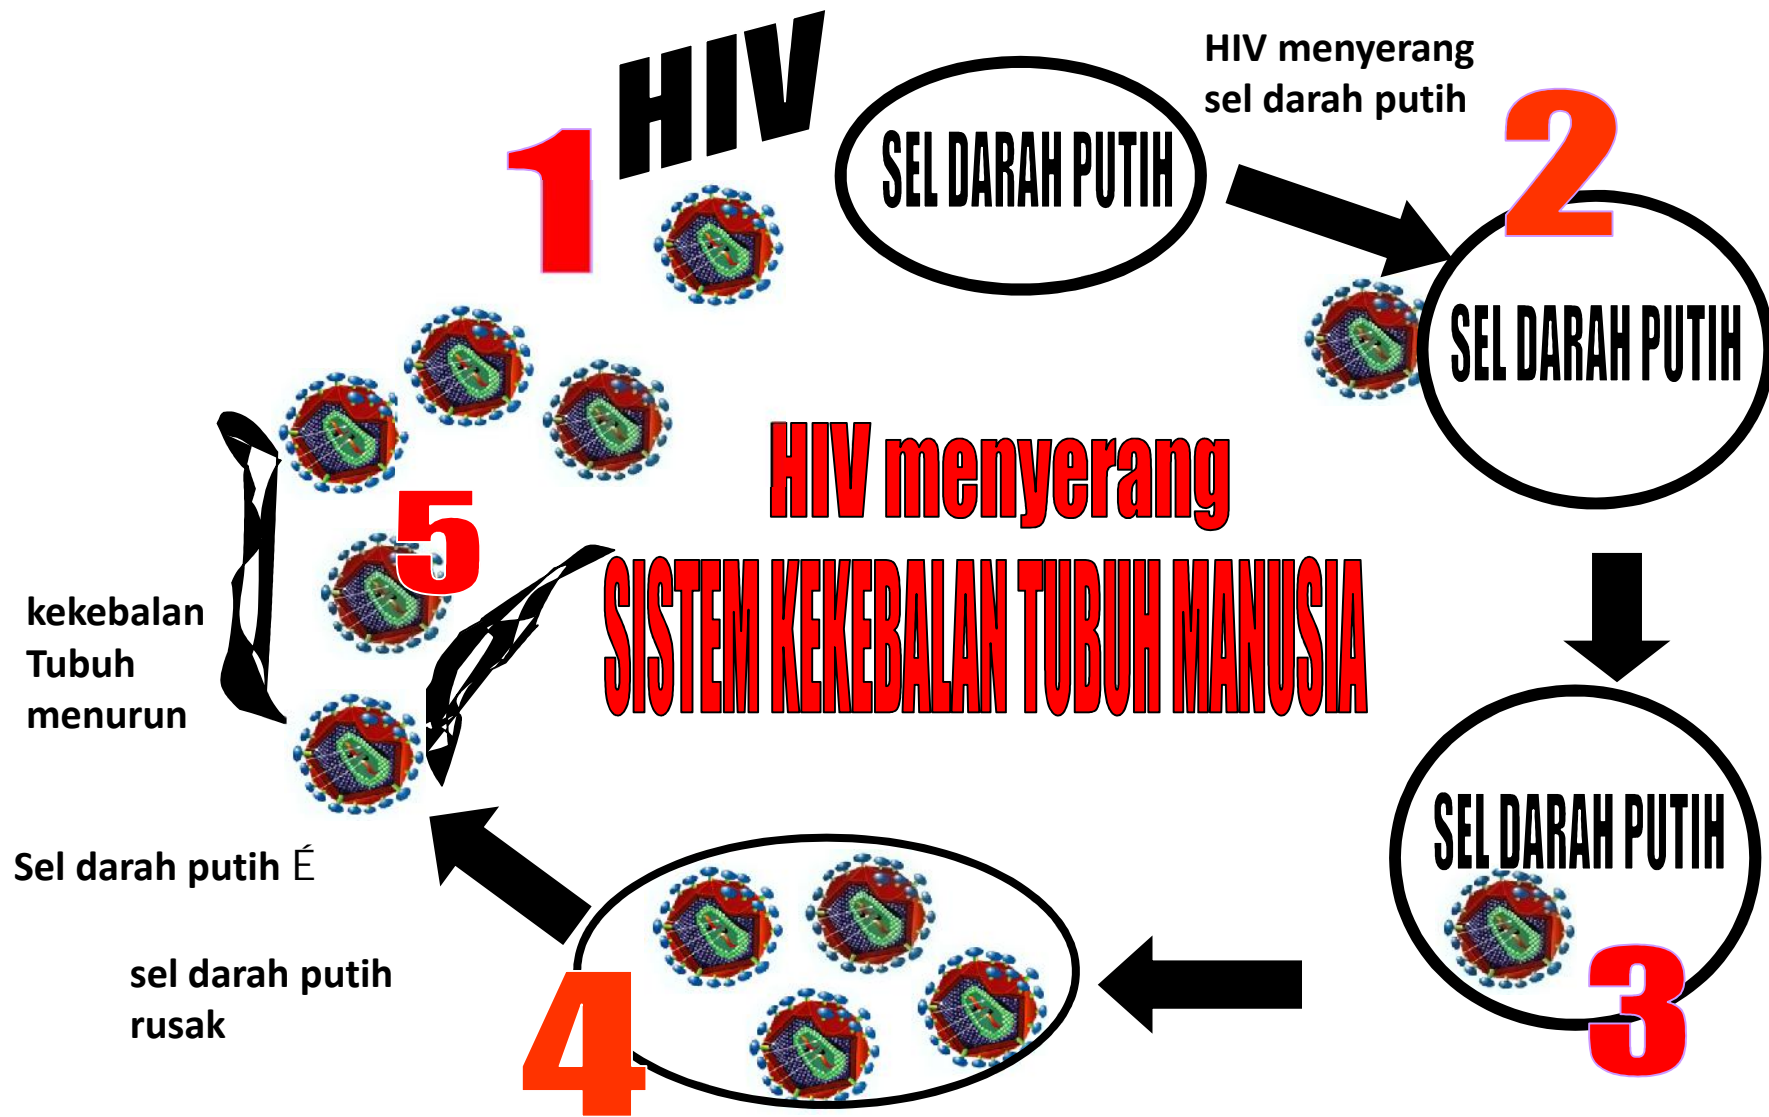 1
HIV
SEL DARAH PUTIH
HIV menyerang
sel darah putih
2
SEL DARAH PUTIH
HIV menyerang
SISTEM KEKEBALAN TUBUH MANUSIA
5
kekebalan
Tubuh
menurun
SEL DARAH PUTIH
3
Sel darah putih É
sel darah putih
rusak
4